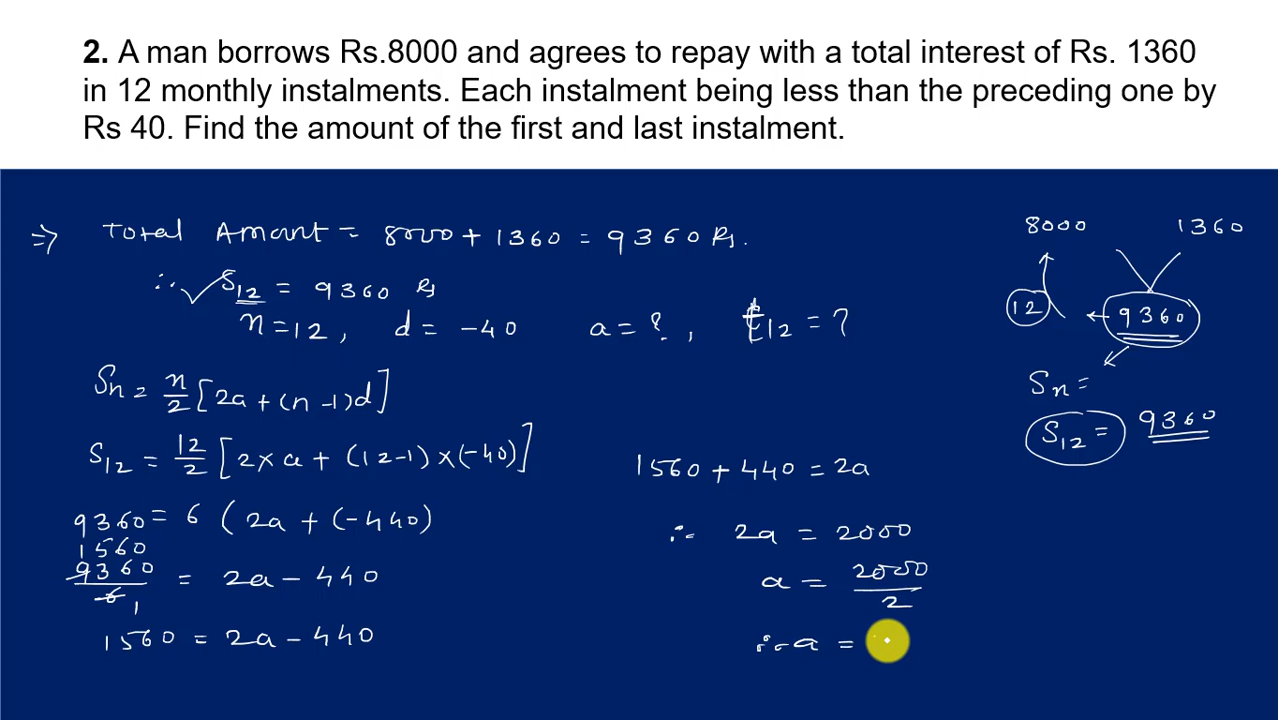 2. A man borrows Rs.8000 and agrees to repay with a total interest of Rs. 1360
in 12 monthly instalments. Each instalment being less than the preceding one by
Rs 40. Find the amount of the first and last instalment.
⇒ Total Amount = 8000 + 1360 = 9360 Rs.
∴ ✓S12 = 9360 Rs
n = 12, d = -40 a = ?, t12 = ?
Sn = n/2 [2a + (n-1)d]
S12 = 12/2 [2 × a + (12-1) × (-40)]
9360 = 6 (2a + (-440)
1560
9360/6 1 = 2a - 440
1560 = 2a - 440
1560 + 440 = 2a
∴ 2a = 2000
a = 2000/2
∴ a =
8000 1360
12 ← 9360
Sn =
S12 = 9360